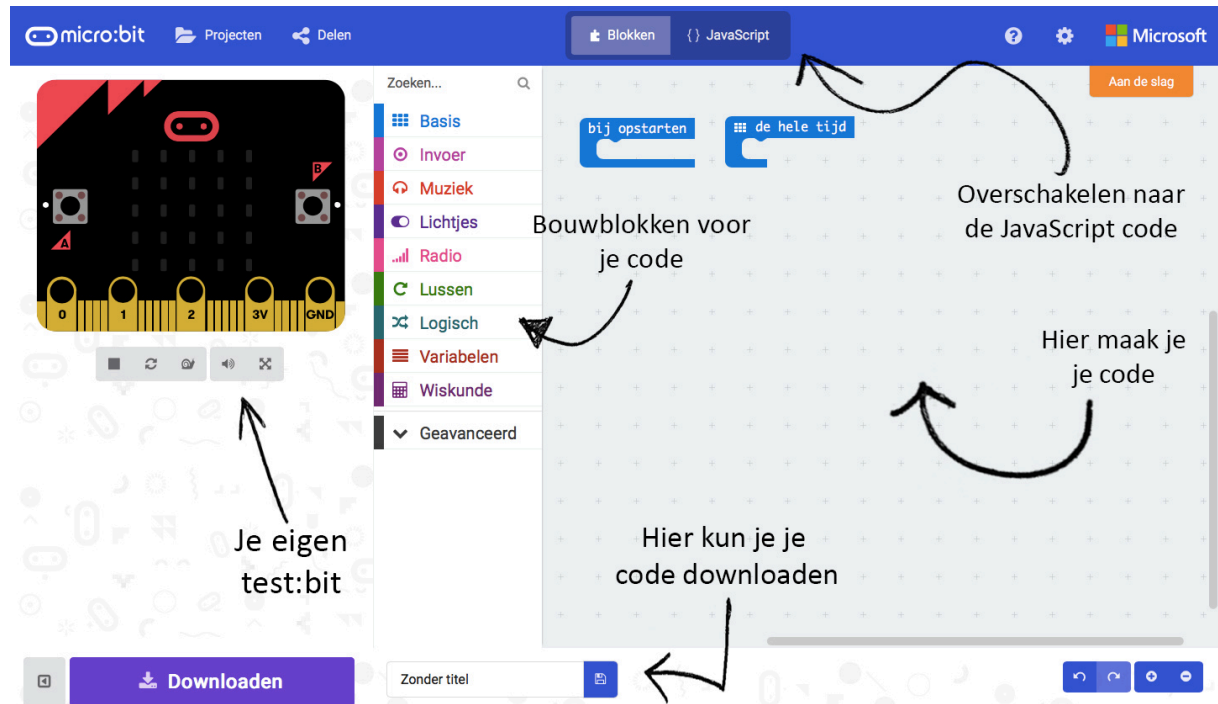 micro:bit
Projecten
Delen
Blokken
{} JavaScript
?
Microsoft
A
B
0
1
2
3V
GND
Je eigen
test:bit
Downloaden
Zoeken...
Basis
Invoer
Muziek
Lichtjes
Radio
Lussen
Logisch
Variabelen
Wiskunde
Geavanceerd
Aan de slag
bij opstarten
de hele tijd
Overschakelen naar
de JavaScript code
Bouwblokken voor
je code
Hier maak je
je code
Hier kun je je
code downloaden
Zonder titel